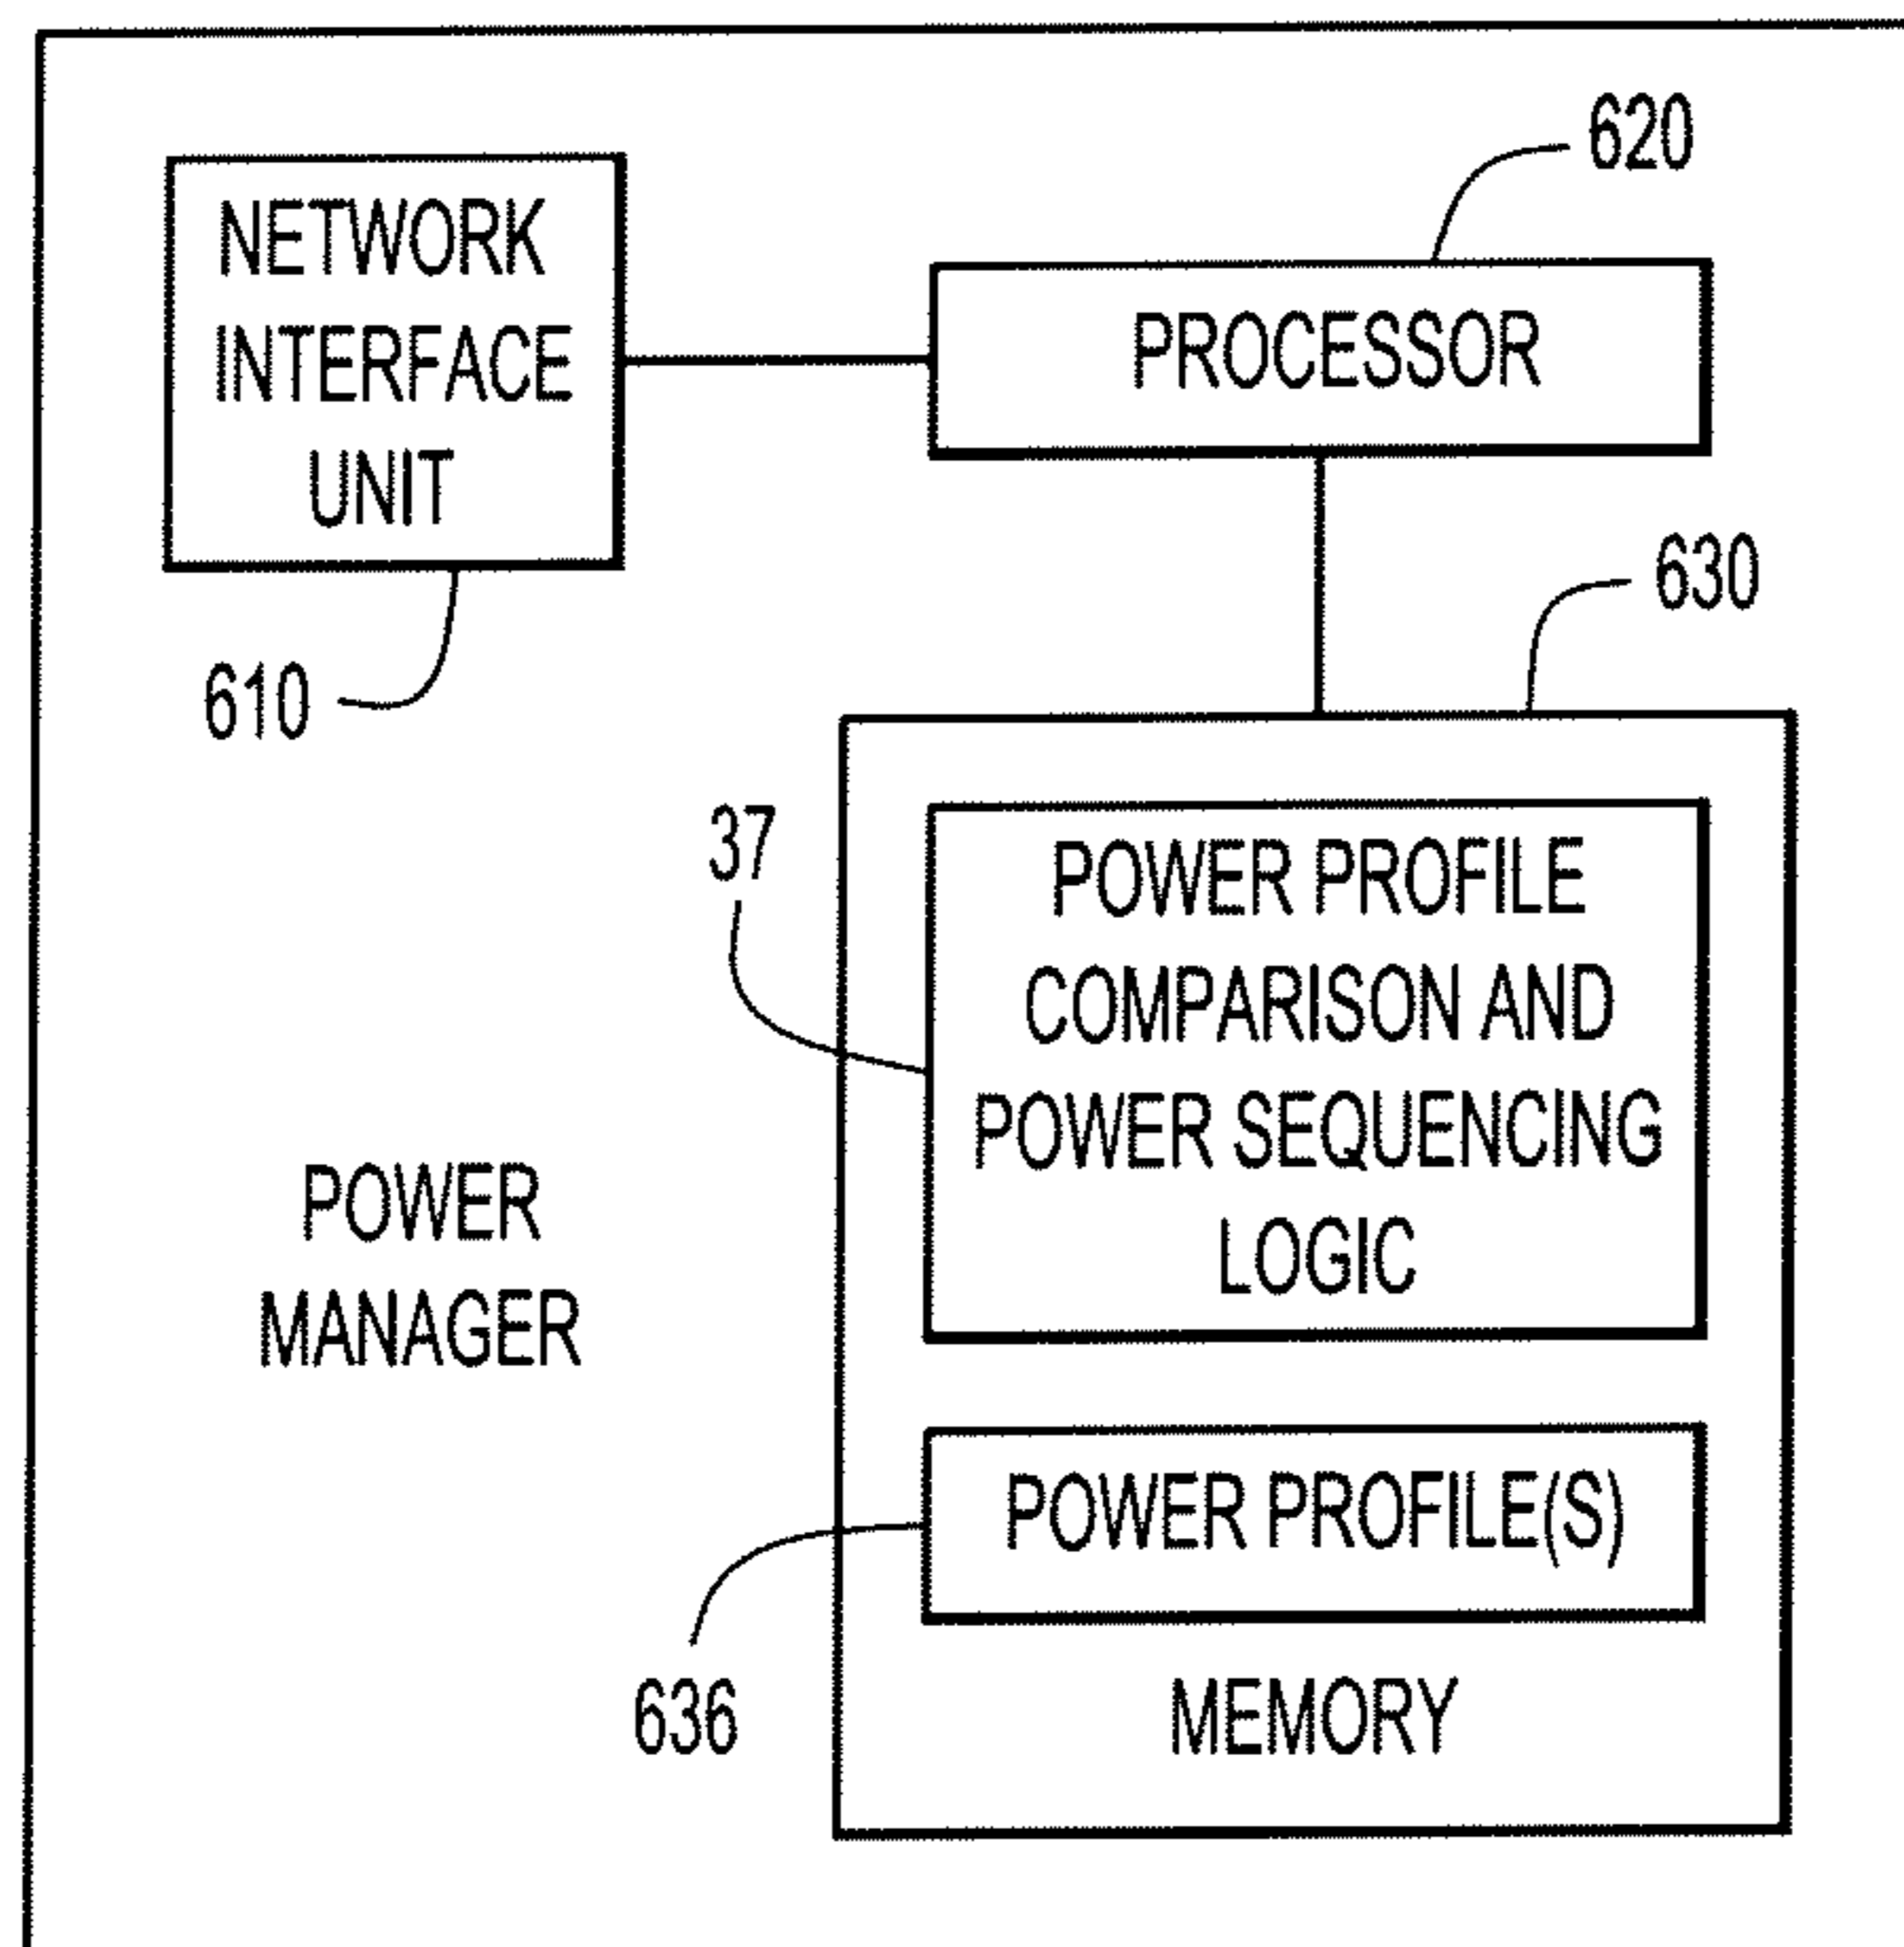 620
NETWORK
INTERFACE
UNIT
PROCESSOR
610
630
37
POWER PROFILE
COMPARISON AND
POWER SEQUENCING
LOGIC
POWER
MANAGER
POWER PROFILE(S)
636
MEMORY